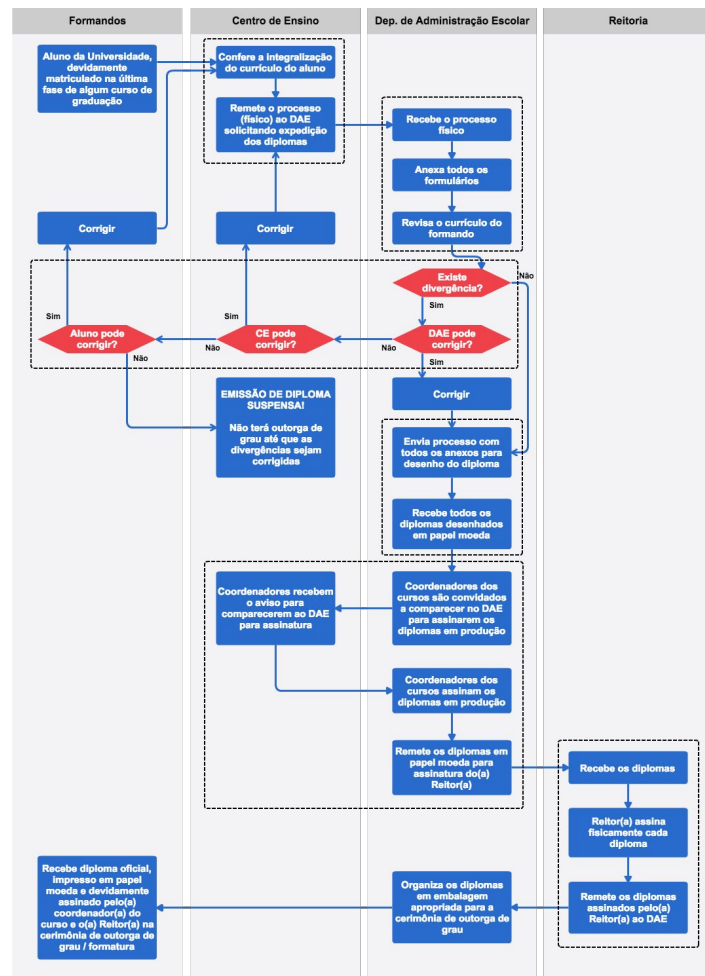 Formandos
Centro de Ensino
Dep. de Administração Escolar
Reitoria
Aluno da Universidade,
devidamente
matriculado na última
fase de algum curso de
graduação
Confere a integralização
do currículo do aluno
Remete o processo
(físico) ao DAE
solicitando expedição
dos diplomas
Recebe o processo
físico
Anexa todos os
formulários
Revisa o currículo do
formando
Corrigir
Corrigir
Existe
divergência?
Não
Sim
Sim
Sim
Aluno pode
corrigir?
Não
CE pode
corrigir?
Não
DAE pode
corrigir?
Não
Sim
EMISSÃO DE DIPLOMA
SUSPENSA!
Não terá outorga de
grau até que as
divergências sejam
corrigidas
Corrigir
Envia processo com
todos os anexos para
desenho do diploma
Recebe todos os
diplomas desenhados
em papel moeda
Coordenadores dos
cursos são convidados
a comparecer no DAE
para assinarem os
diplomas em produção
Coordenadores recebem
o aviso para
comparecerem ao DAE
para assinatura
Coordenadores dos
cursos assinam os
diplomas em produção
Remete os diplomas em
papel moeda para
assinatura do(a)
Reitor(a)
Recebe os diplomas
Reitor(a) assina
fisicamente cada
diploma
Remete os diplomas
assinados pelo(a)
Reitor(a) ao DAE
Organiza os diplomas
em embalagem
apropriada para a
cerimônia de outorga de
grau
Recebe diploma oficial,
impresso em papel
moeda e devidamente
assinado pelo(a)
coordenador(a) do
curso e o(a) Reitor(a) na
cerimônia de outorga de
grau / formatura